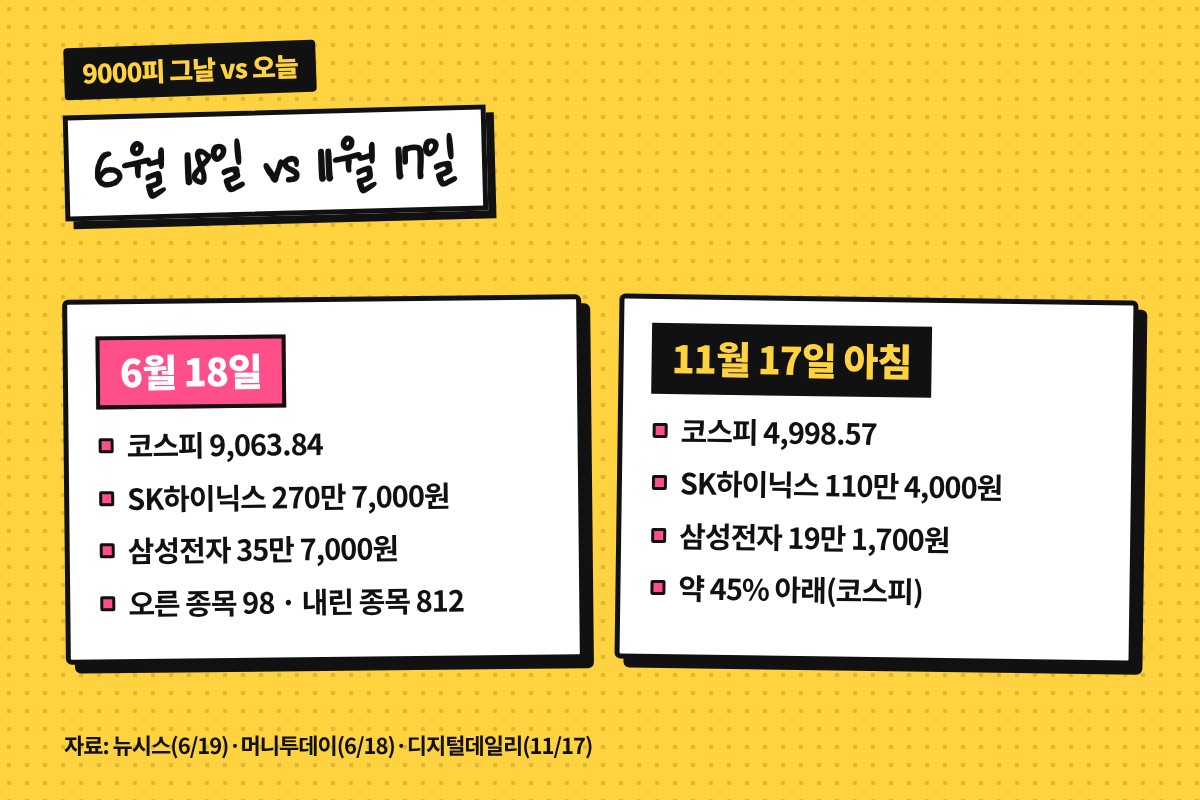 9000피 그날 vs 오늘
6월 18일 vs 11월 17일
6월 18일
코스피 9,063.84
SK하이닉스 270만 7,000원
삼성전자 35만 7,000원
오른 종목 98 · 내린 종목 812
11월 17일 아침
코스피 4,998.57
SK하이닉스 110만 4,000원
삼성전자 19만 1,700원
약 45% 아래(코스피)
자료: 뉴시스(6/19)·머니투데이(6/18)·디지털데일리(11/17)